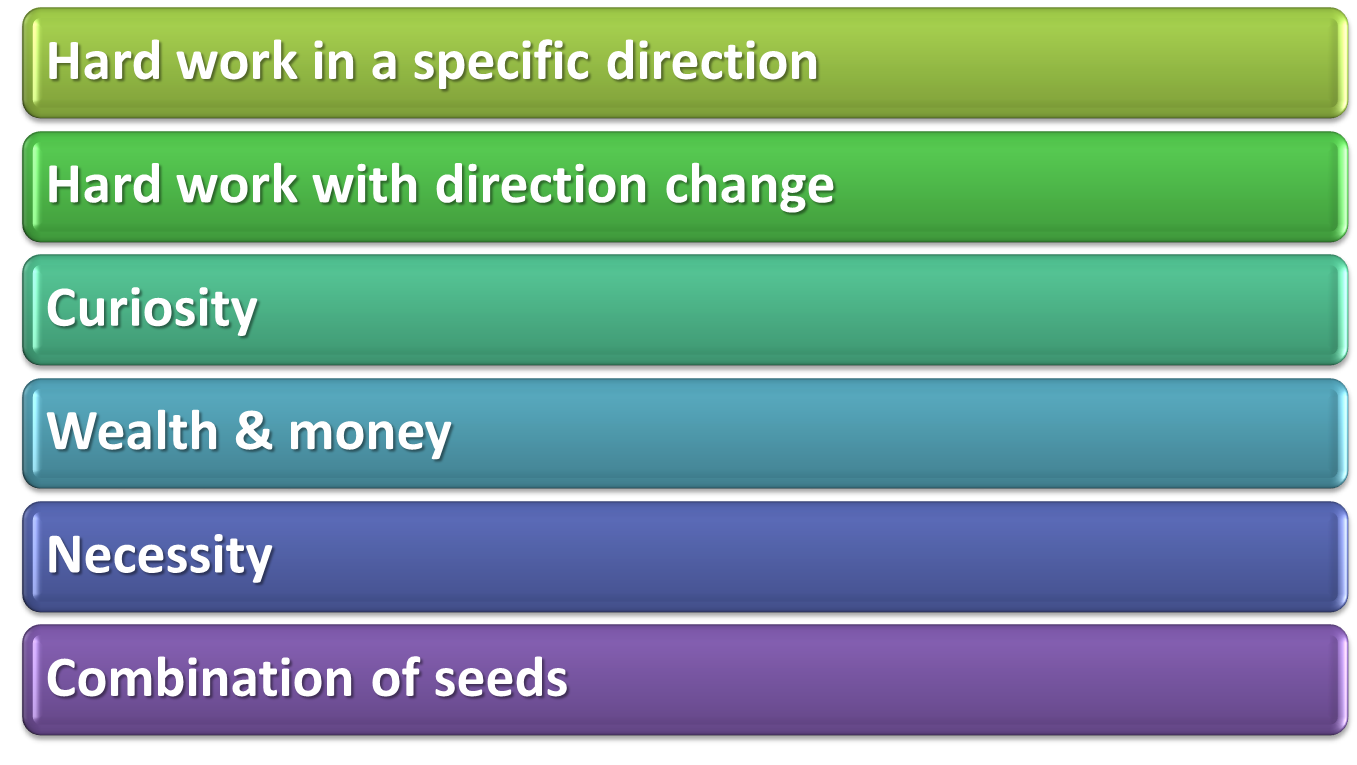 Hard work in a specific direction
Hard work with direction change
Curiosity
Wealth & money
Necessity
Combination of seeds